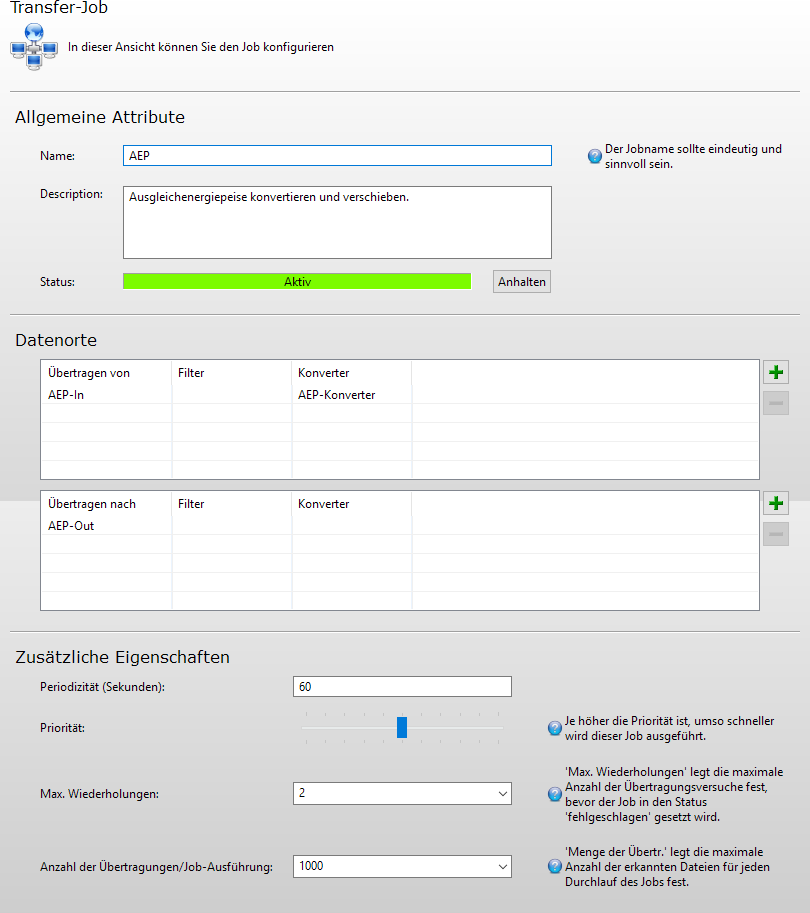 Transfer-Job
In dieser Ansicht können Sie den Job konfigurieren
Allgemeine Attribute
Name:
AEP
Der Jobname sollte eindeutig und
sinnvoll sein.
Description:
Ausgleichenergiepeise konvertieren und verschieben.
Status:
Aktiv
Anhalten
Datenorte
Übertragen von Filter Konverter
AEP-In AEP-Konverter
Übertragen nach Filter Konverter
AEP-Out
Zusätzliche Eigenschaften
Periodizität (Sekunden):
60
Priorität:
Je höher die Priorität ist, umso schneller
wird dieser Job ausgeführt.
Max. Wiederholungen:
2
'Max. Wiederholungen' legt die maximale
Anzahl der Übertragungsversuche fest,
bevor der Job in den Status
'fehlgeschlagen' gesetzt wird.
Anzahl der Übertragungen/Job-Ausführung:
1000
'Menge der Übertr.' legt die maximale
Anzahl der erkannten Dateien für jeden
Durchlauf des Jobs fest.